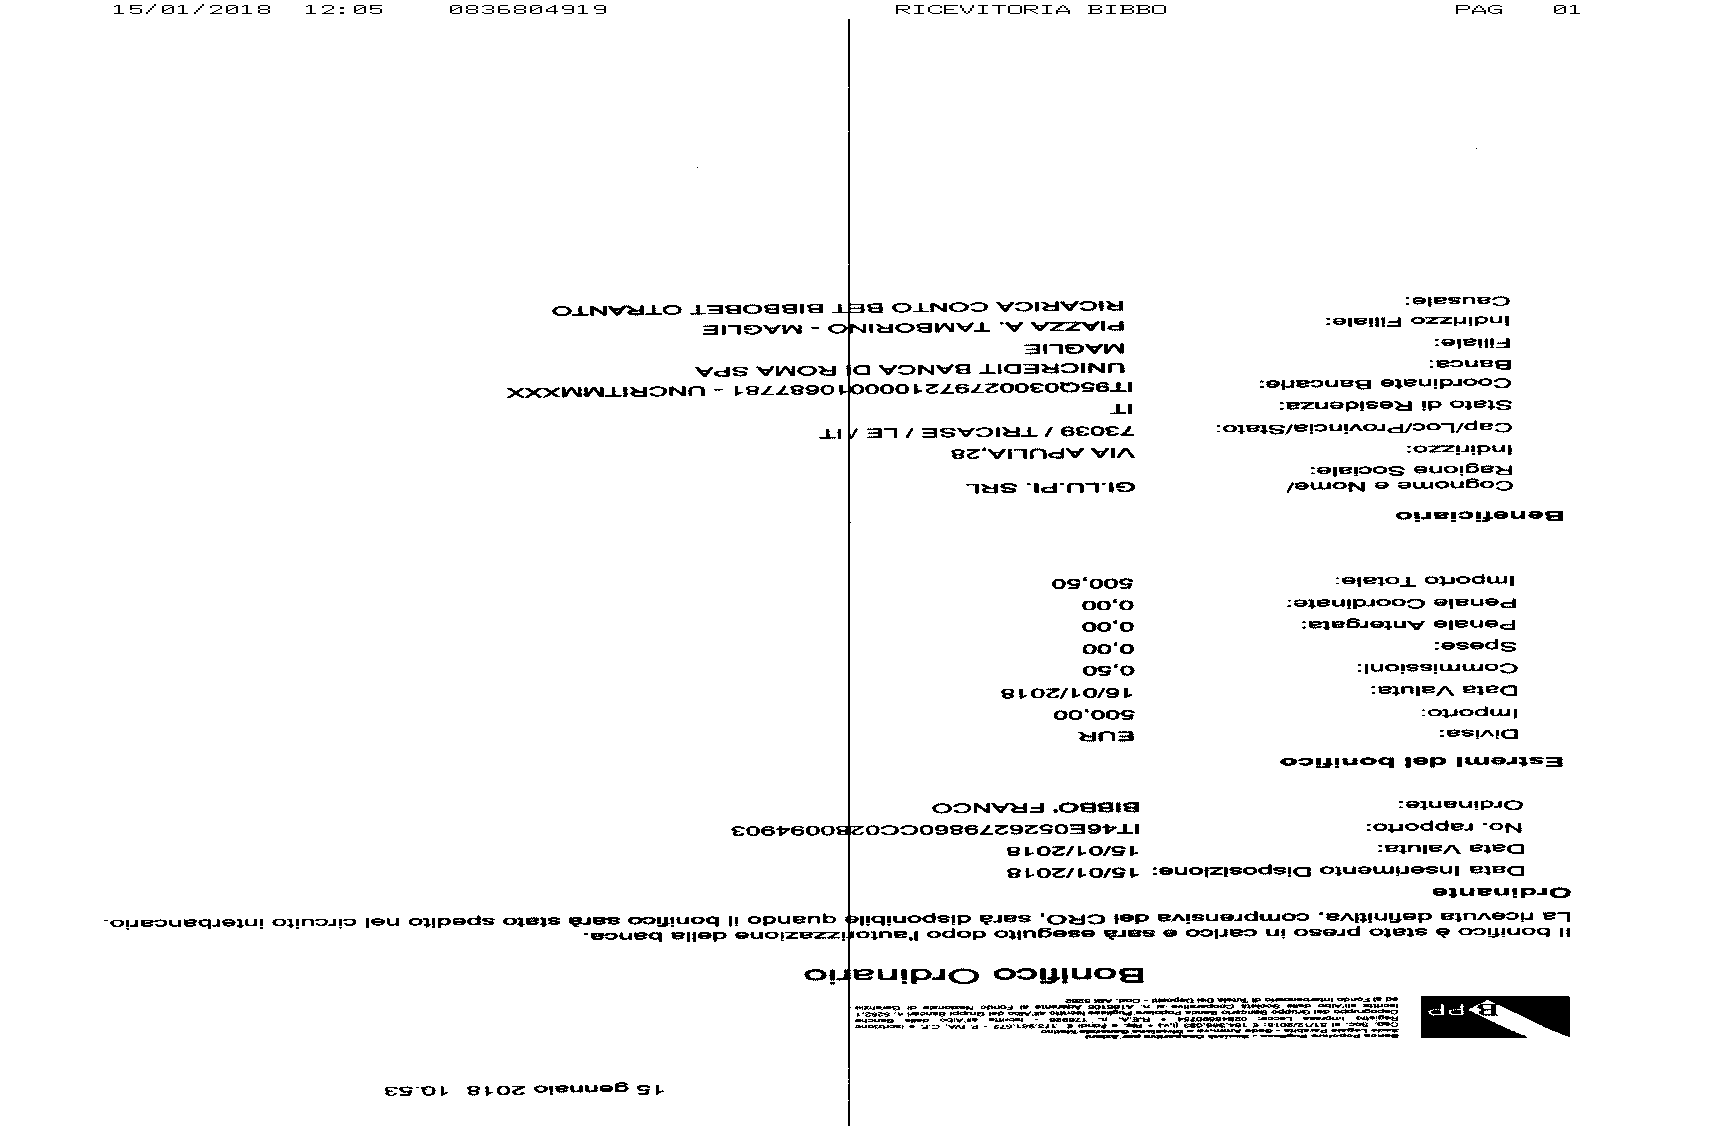 15/01/2018 12:05 0836804919 RICEVITORIA BIBBO PAG 01
15 gennaio 2018 10.53
BPP
Bonifico Ordinario
Il bonifico è stato preso in carico e sarà eseguito dopo l'autorizzazione della banca.
La ricevuta definitiva, comprensiva del CRO, sarà disponibile quando il bonifico sarà stato spedito nel circuito interbancario.
Ordinante
Data Inserimento Disposizione: 15/01/2018
Data Valuta: 15/01/2018
No. rapporto: IT46E0526279860CC0280094903
Ordinante: BIBBO' FRANCO
Estremi del bonifico
Divisa: EUR
Importo: 500,00
Data Valuta: 16/01/2018
Commissioni: 0,50
Spese: 0,00
Penale Antergata: 0,00
Penale Coordinate: 0,00
Importo Totale: 500,50
Beneficiario
Cognome e Nome/ GI.LU.PI. SRL
Ragione Sociale:
Indirizzo: VIA APULIA,28
Cap/Loc/Provincia/Stato: 73039 / TRICASE / LE / IT
Stato di Residenza: IT
Coordinate Bancarie: IT95Q0300279721000010687781 - UNCRITMMXXX
Banca: UNICREDIT BANCA DI ROMA SPA
Filiale: MAGLIE
Indirizzo Filiale: PIAZZA A. TAMBORINO - MAGLIE
Causale: RICARICA CONTO BET BIBBOBET OTRANTO